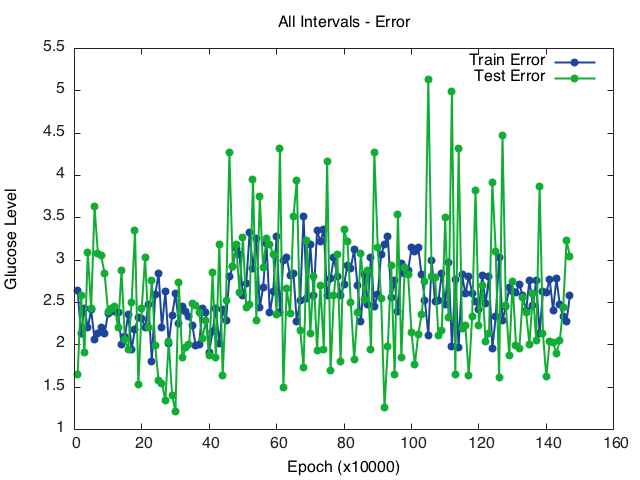 All Intervals - Error
Train Error
Test Error
5.5
5
4.5
4
3.5
3
2.5
2
1.5
1
Glucose Level
0 20 40 60 80 100 120 140 160
Epoch (x10000)